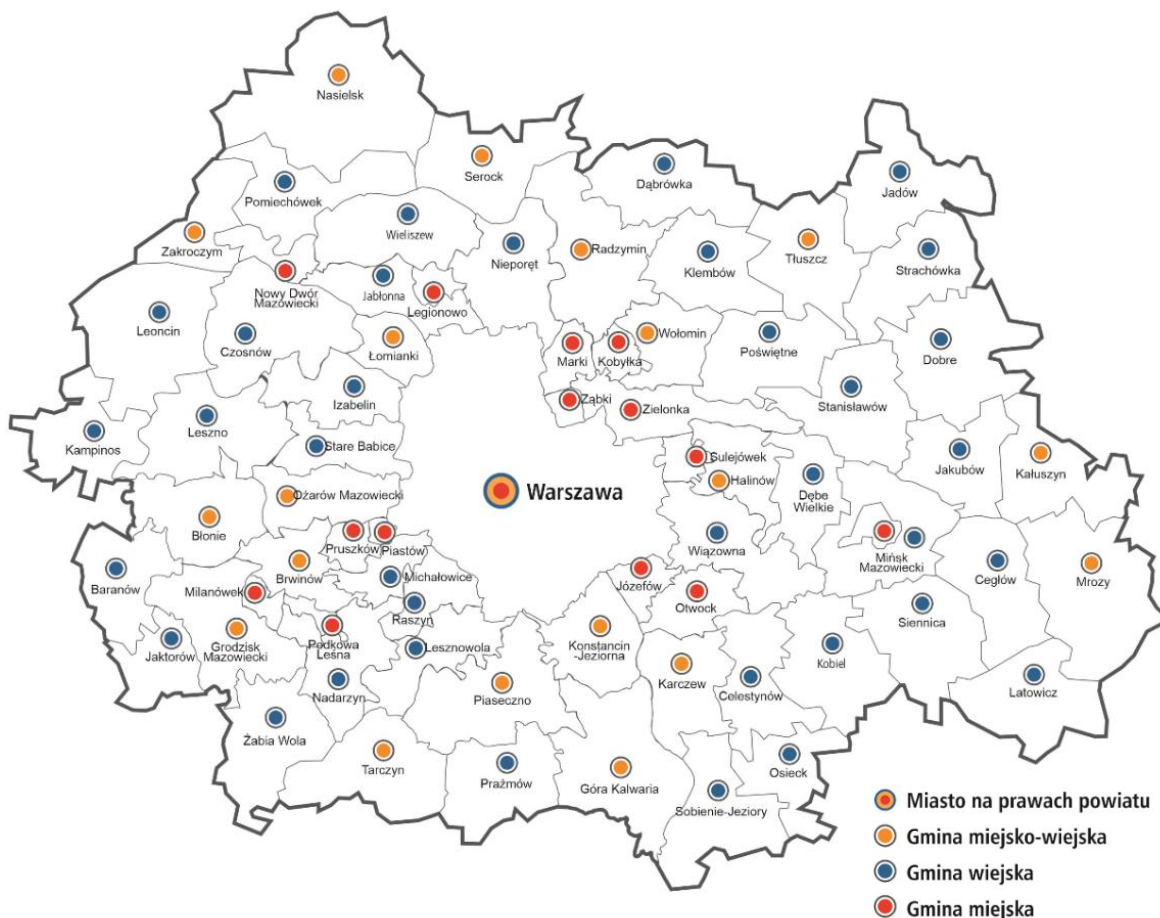 Nasielsk
Serock
Dąbrówka
Jadów
Pomiechówek
Zakroczym
Wieliszew
Nieporęt
Radzymin
Klembów
Tłuszcz
Strachówka
Nowy Dwór
Mazowiecki
Jabłonna
Legionowo
Leoncin
Czosnów
Łomianki
Marki
Kobyłka
Wołomin
Poświętne
Dobre
Izabelin
Ząbki
Zielonka
Stanisławów
Kampinos
Leszno
Stare Babice
Sulejówek
Halinów
Dębe
Wielkie
Jakubów
Kałuszyn
Warszawa
Ożarów Mazowiecki
Błonie
Pruszków
Piastów
Wiązowna
Mińsk
Mazowiecki
Cegłów
Mrozy
Baranów
Brwinów
Michałowice
Milanówek
Józefów
Otwock
Raszyn
Siennica
Jaktorów
Grodzisk
Mazowiecki
Podkowa
Leśna
Lesznowola
Konstancin
-Jeziorna
Karczew
Celestynów
Kobiel
Latowicz
Nadarzyn
Piaseczno
Żabia Wola
Tarczyn
Prażmów
Góra Kalwaria
Sobienie-Jeziory
Osieck
Miasto na prawach powiatu
Gmina miejsko-wiejska
Gmina wiejska
Gmina miejska